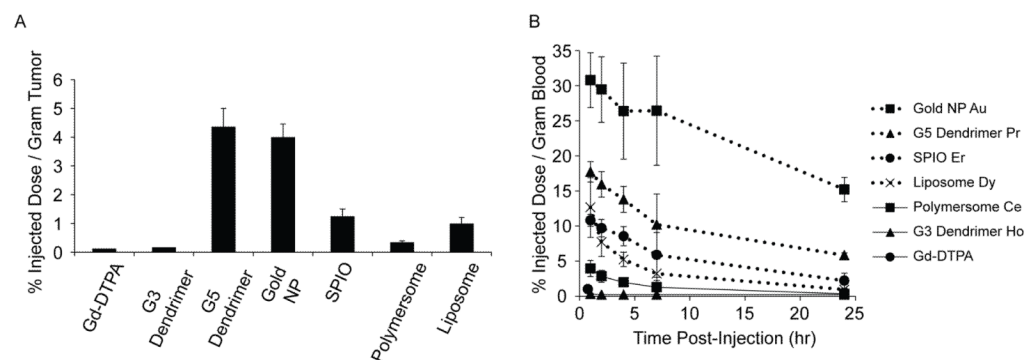 A
% Injected Dose / Gram Tumor
6
5
4
3
2
1
0
Gd-DTPA
G3
Dendrimer
G5
Dendrimer
Gold
NP
SPIO
Polymersome
Liposome
B
% Injected Dose / Gram Blood
35
30
25
20
15
10
5
0
0
5
10
15
20
25
Time Post-Injection (hr)
Gold NP Au
G5 Dendrimer Pr
SPIO Er
Liposome Dy
Polymersome Ce
G3 Dendrimer Ho
Gd-DTPA